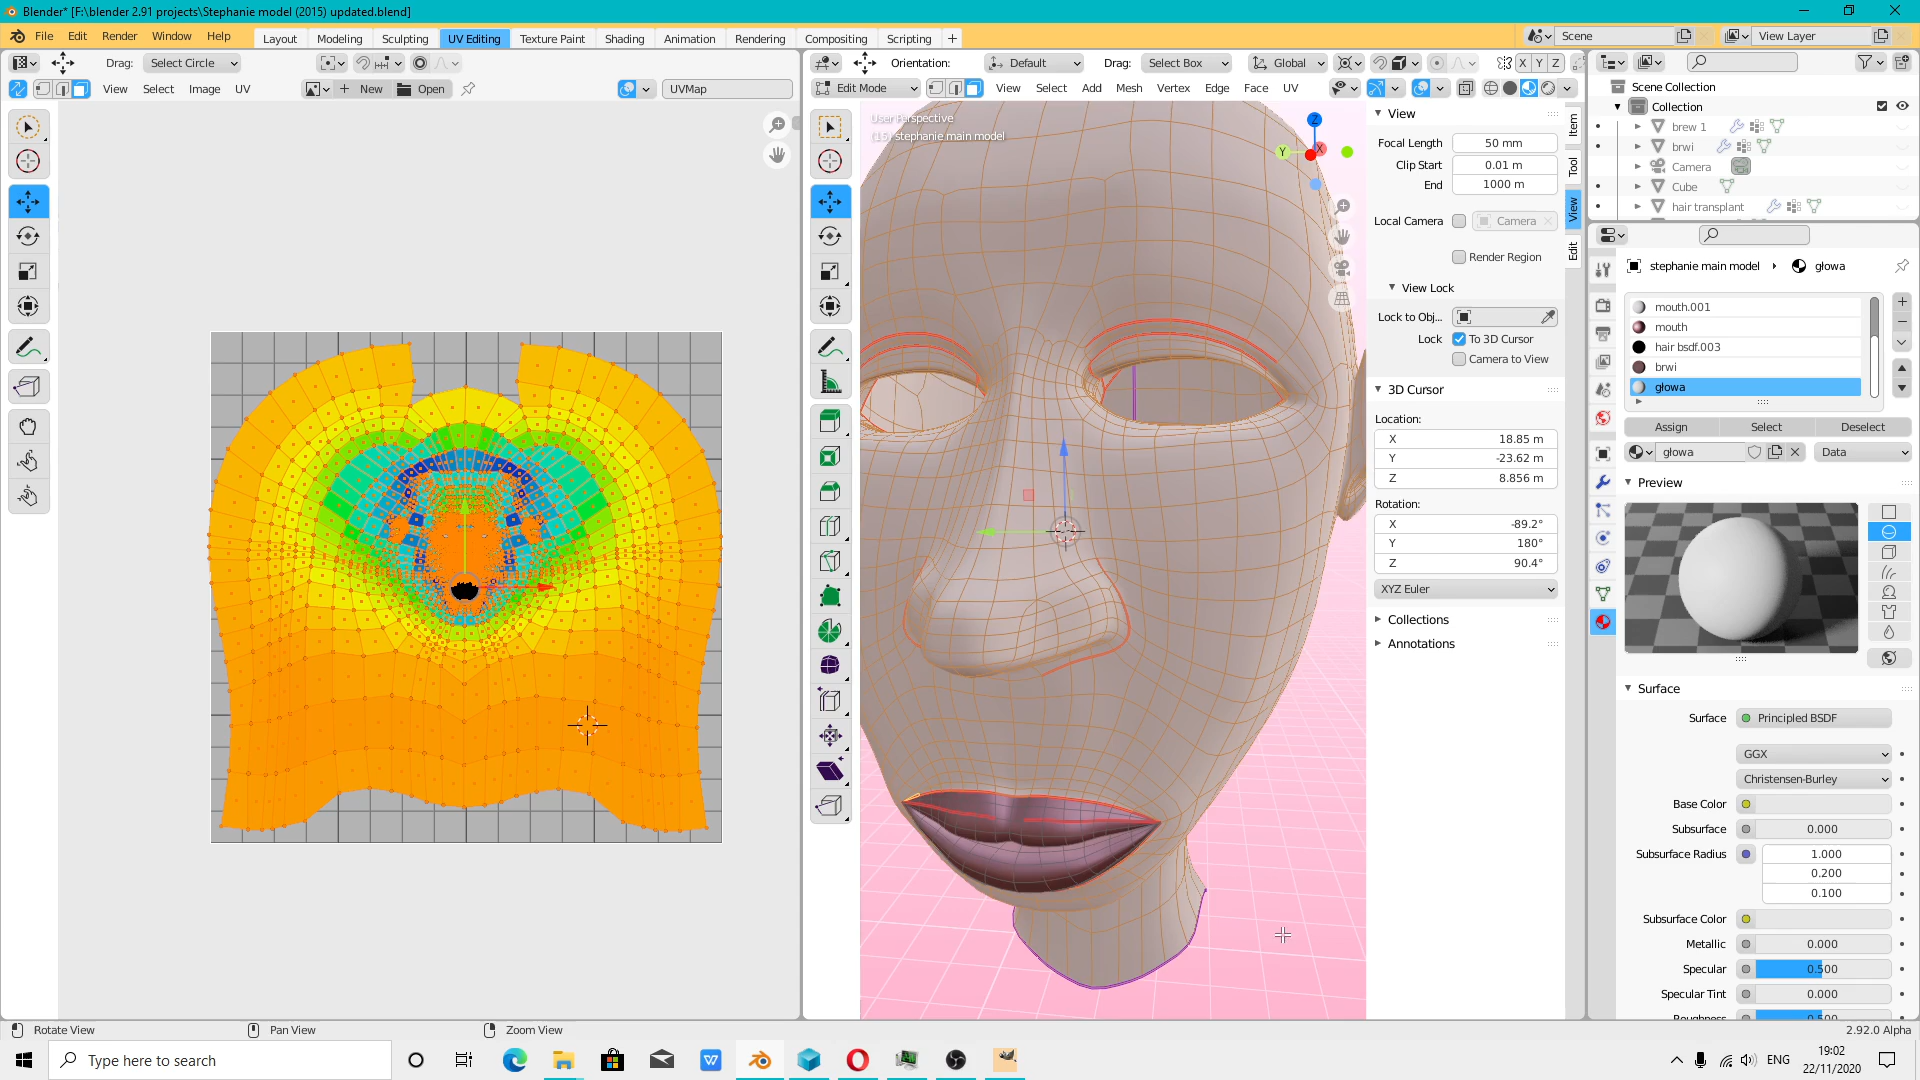 Blender* [F:\blender 2.91 projects\Stephanie model (2015) updated.blend]
File Edit Render Window Help
Layout Modeling Sculpting UV Editing Texture Paint Shading Animation Rendering Compositing Scripting +
Scene
View Layer
Drag: Select Circle
View Select Image UV
+ New Open
UVMap
Orientation: Default Drag: Select Box Global X Y Z
Edit Mode View Select Add Mesh Vertex Edge Face UV
User Perspective
stephanie main model
Z
Y
X
View
Focal Length 50 mm
Clip Start 0.01 m
End 1000 m
Local Camera Camera
Render Region
View Lock
Lock to Obj...
Lock To 3D Cursor
Camera to View
3D Cursor
Location:
X 18.85 m
Y -23.62 m
Z 8.856 m
Rotation:
X -89.2°
Y 180°
Z 90.4°
XYZ Euler
Collections
Annotations
Item
Tool
View
Edit
Scene Collection
Collection
brew 1
brwi
Camera
Cube
hair transplant
stephanie main model głowa
mouth.001
mouth
hair bsdf.003
brwi
głowa
Assign Select Deselect
głowa Data
Preview
Surface
Surface Principled BSDF
GGX
Christensen-Burley
Base Color
Subsurface 0.000
Subsurface Radius 1.000
0.200
0.100
Subsurface Color
Metallic 0.000
Specular 0.500
Specular Tint 0.000
Roughness 0.500
Rotate View Pan View Zoom View
2.92.0 Alpha
Type here to search
ENG
19:02
22/11/2020